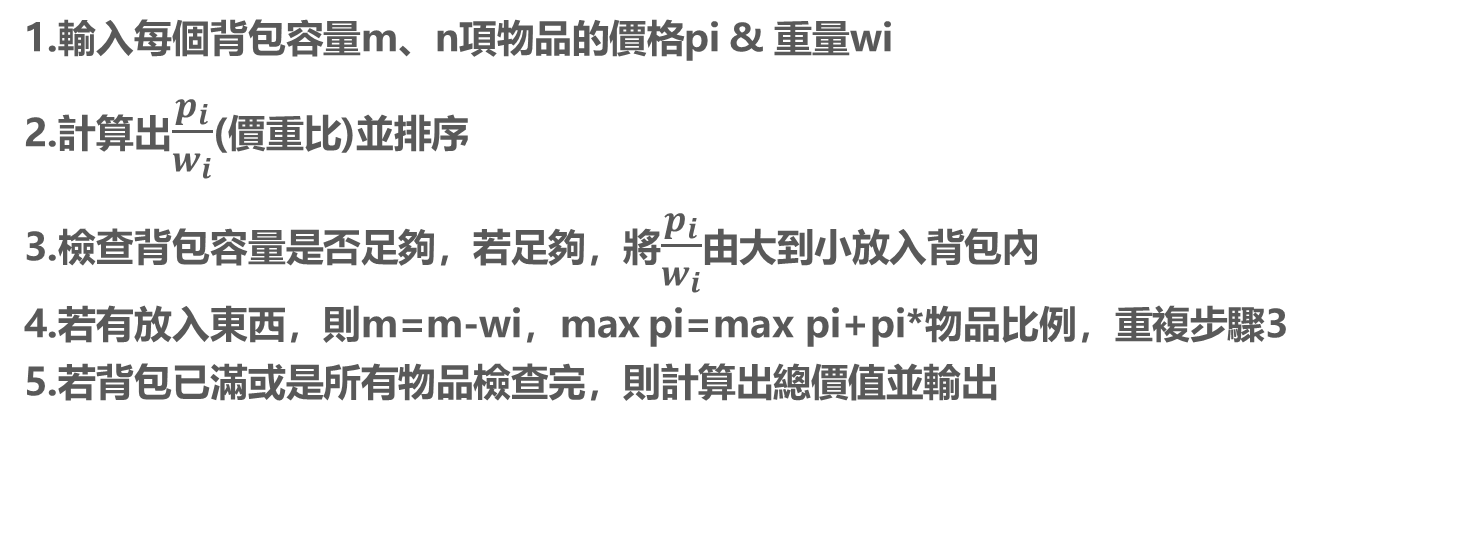 1.輸入每個背包容量m、n項物品的價格pi & 重量wi
2.計算出p_i/w_i(價重比)並排序
3.檢查背包容量是否足夠，若足夠，將p_i/w_i由大到小放入背包內
4.若有放入東西，則m=m-wi，max pi=max pi+pi*物品比例，重複步驟3
5.若背包已滿或是所有物品檢查完，則計算出總價值並輸出